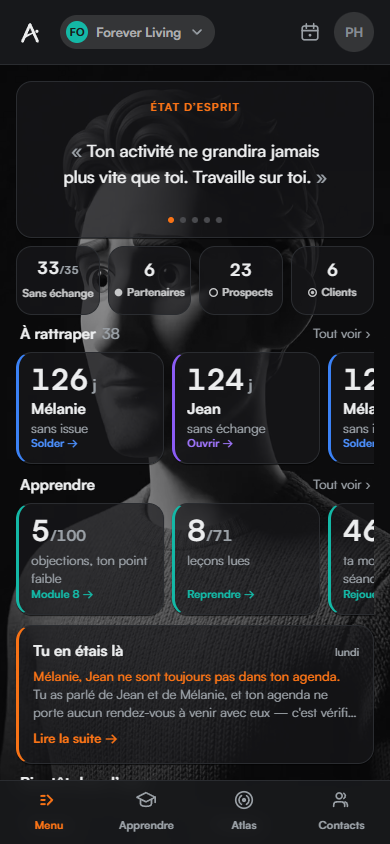 FO Forever Living
PH
ÉTAT D'ESPRIT
« Ton activité ne grandira jamais
plus vite que toi. Travaille sur toi. »
33/35
Sans échange
6
Partenaires
23
Prospects
6
Clients
À rattraper 38
Tout voir ›
126 j
Mélanie
sans issue
Solder →
124 j
Jean
sans échange
Ouvrir →
12
Méla
sans i
Solder
Apprendre
Tout voir ›
5/100
objections, ton point
faible
Module 8 →
8/71
leçons lues
Reprendre →
46
ta mo
séanc
Rejoue
Tu en étais là
lundi
Mélanie, Jean ne sont toujours pas dans ton agenda.
Tu as parlé de Jean et de Mélanie, et ton agenda ne
porte aucun rendez-vous à venir avec eux — c'est vérifi...
Lire la suite →
Menu
Apprendre
Atlas
Contacts